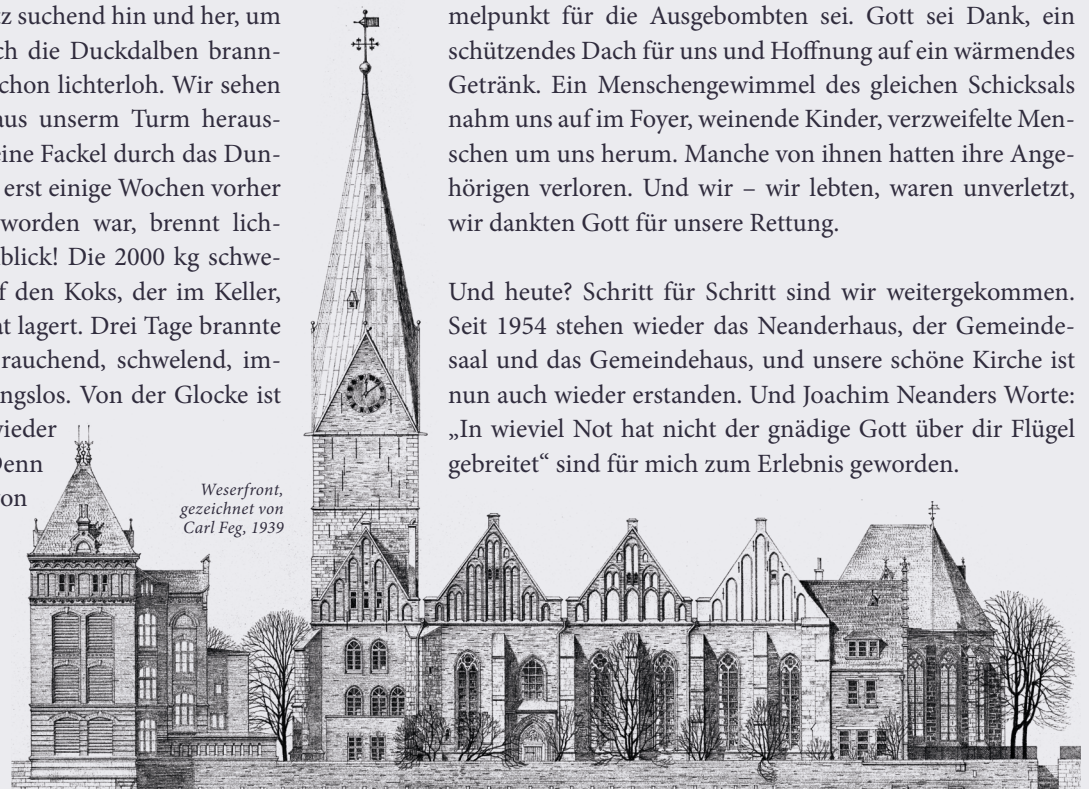 tz suchend hin und her, um
ch die Duckdalben brann-
chon lichterloh. Wir sehen
aus unserm Turm heraus-
eine Fackel durch das Dun-
erst einige Wochen vorher
worden war, brennt lich-
blick! Die 2000 kg schwe-
f den Koks, der im Keller,
at lagert. Drei Tage brannte
rauchend, schwelend, im-
ngslos. Von der Glocke ist
wieder
Denn
on
Weserfront,
gezeichnet von
Carl Feg, 1939
melpunkt für die Ausgebombten sei. Gott sei Dank, ein
schützendes Dach für uns und Hoffnung auf ein wärmendes
Getränk. Ein Menschengewimmel des gleichen Schicksals
nahm uns auf im Foyer, weinende Kinder, verzweifelte Men-
schen um uns herum. Manche von ihnen hatten ihre Ange-
hörigen verloren. Und wir – wir lebten, waren unverletzt,
wir dankten Gott für unsere Rettung.
Und heute? Schritt für Schritt sind wir weitergekommen.
Seit 1954 stehen wieder das Neanderhaus, der Gemeinde-
saal und das Gemeindehaus, und unsere schöne Kirche ist
nun auch wieder erstanden. Und Joachim Neanders Worte:
„In wieviel Not hat nicht der gnädige Gott über dir Flügel
gebreitet“ sind für mich zum Erlebnis geworden.